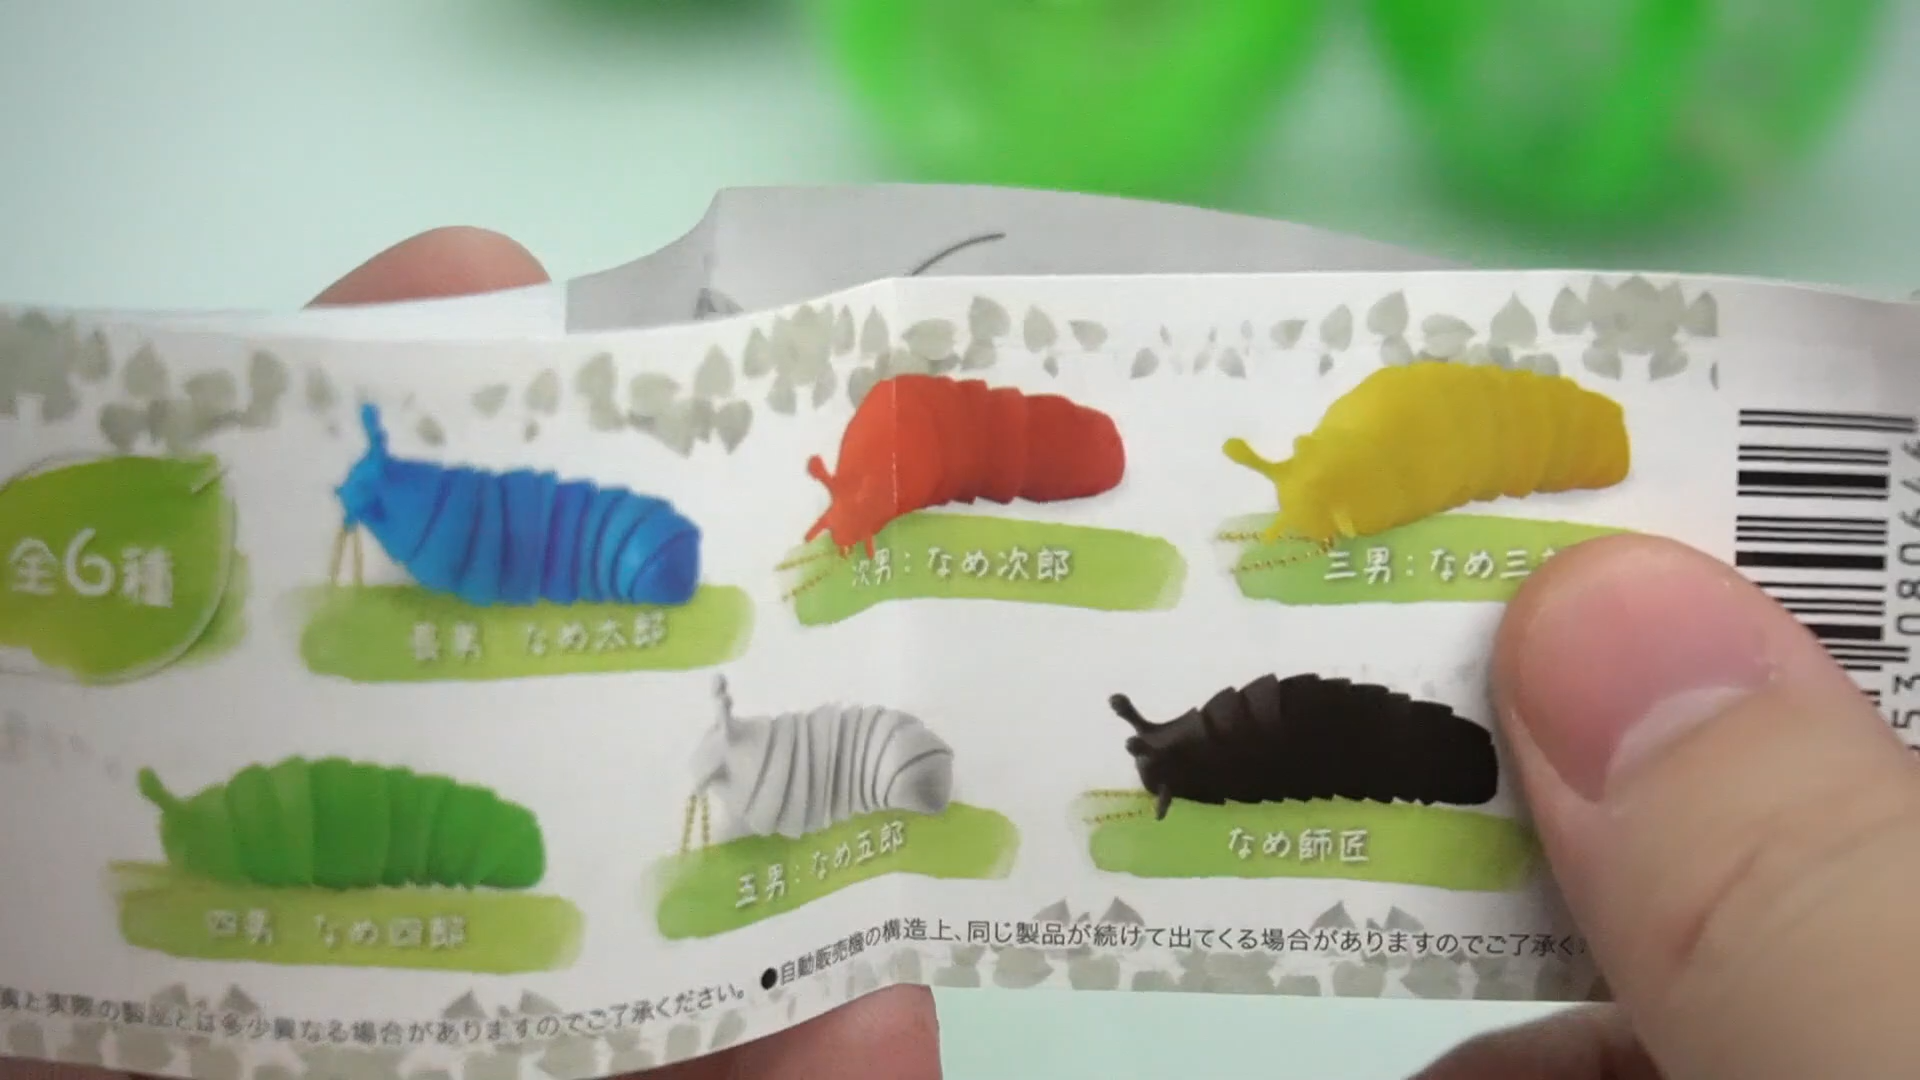 全6種
長男 なめ太郎
次男：なめ次郎
三男：なめ三
四男 なめ四郎
五男：なめ五郎
なめ師匠
と実際の製品とは多少異なる場合がありますのでご了承ください。
●自動販売機の構造上、同じ製品が続けて出てくる場合がありますのでご了承く